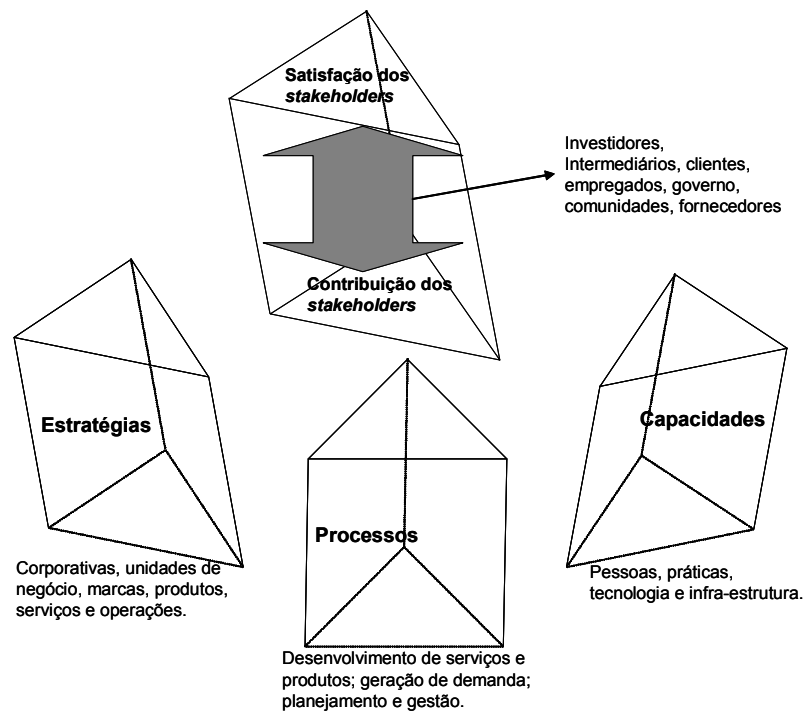 Satisfação dos
stakeholders
Investidores,
Intermediários, clientes,
empregados, governo,
comunidades, fornecedores
Contribuição dos
stakeholders
Estratégias
Capacidades
Processos
Corporativas, unidades de
negócio, marcas, produtos,
serviços e operações.
Pessoas, práticas,
tecnologia e infra-estrutura.
Desenvolvimento de serviços e
produtos; geração de demanda;
planejamento e gestão.